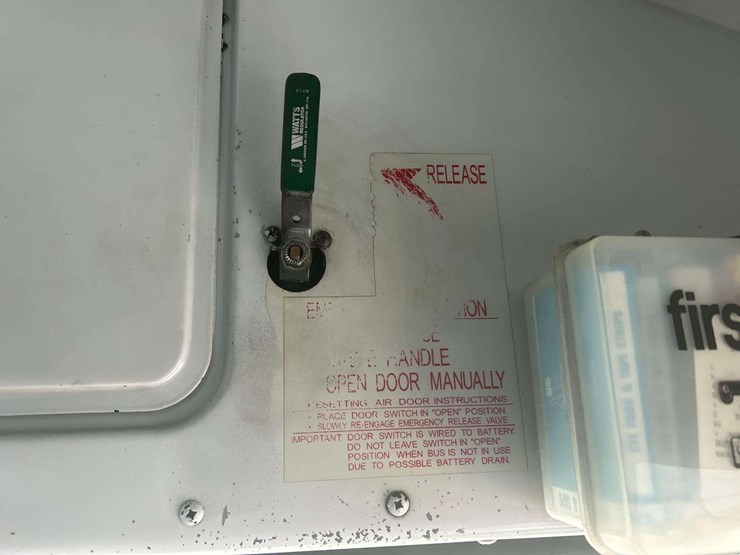 WATTS
REGULATOR
RELEASE
HANDLE
OPEN DOOR MANUALLY
RESETTING AIR DOOR INSTRUCTIONS
PLACE DOOR SWITCH IN "OPEN" POSITION
SLOWLY RE-ENGAGE EMERGENCY RELEASE VALVE
IMPORTANT DOOR SWITCH IS WIRED TO BATTERY
DO NOT LEAVE SWITCH IN "OPEN"
POSITION WHEN BUS IS NOT IN USE
DUE TO POSSIBLE BATTERY DRAIN.
firs